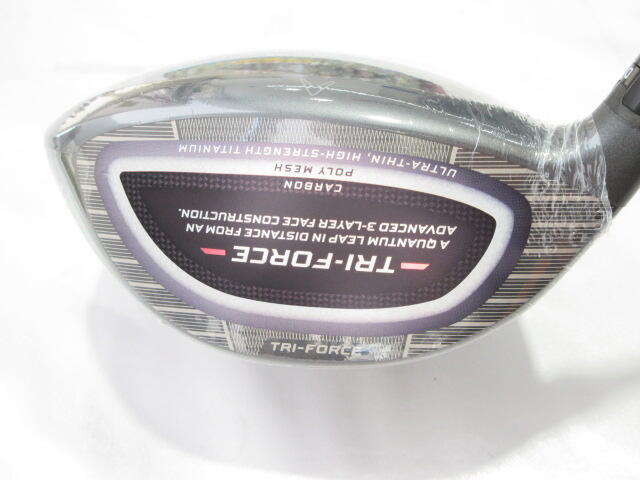 TRI-FORCE
A QUANTUM LEAP IN DISTANCE FROM AN
ADVANCED 3-LAYER FACE CONSTRUCTION.
CARBON
POLY MESH
ULTRA-THIN, HIGH-STRENGTH TITANIUM
TRI-FORCE